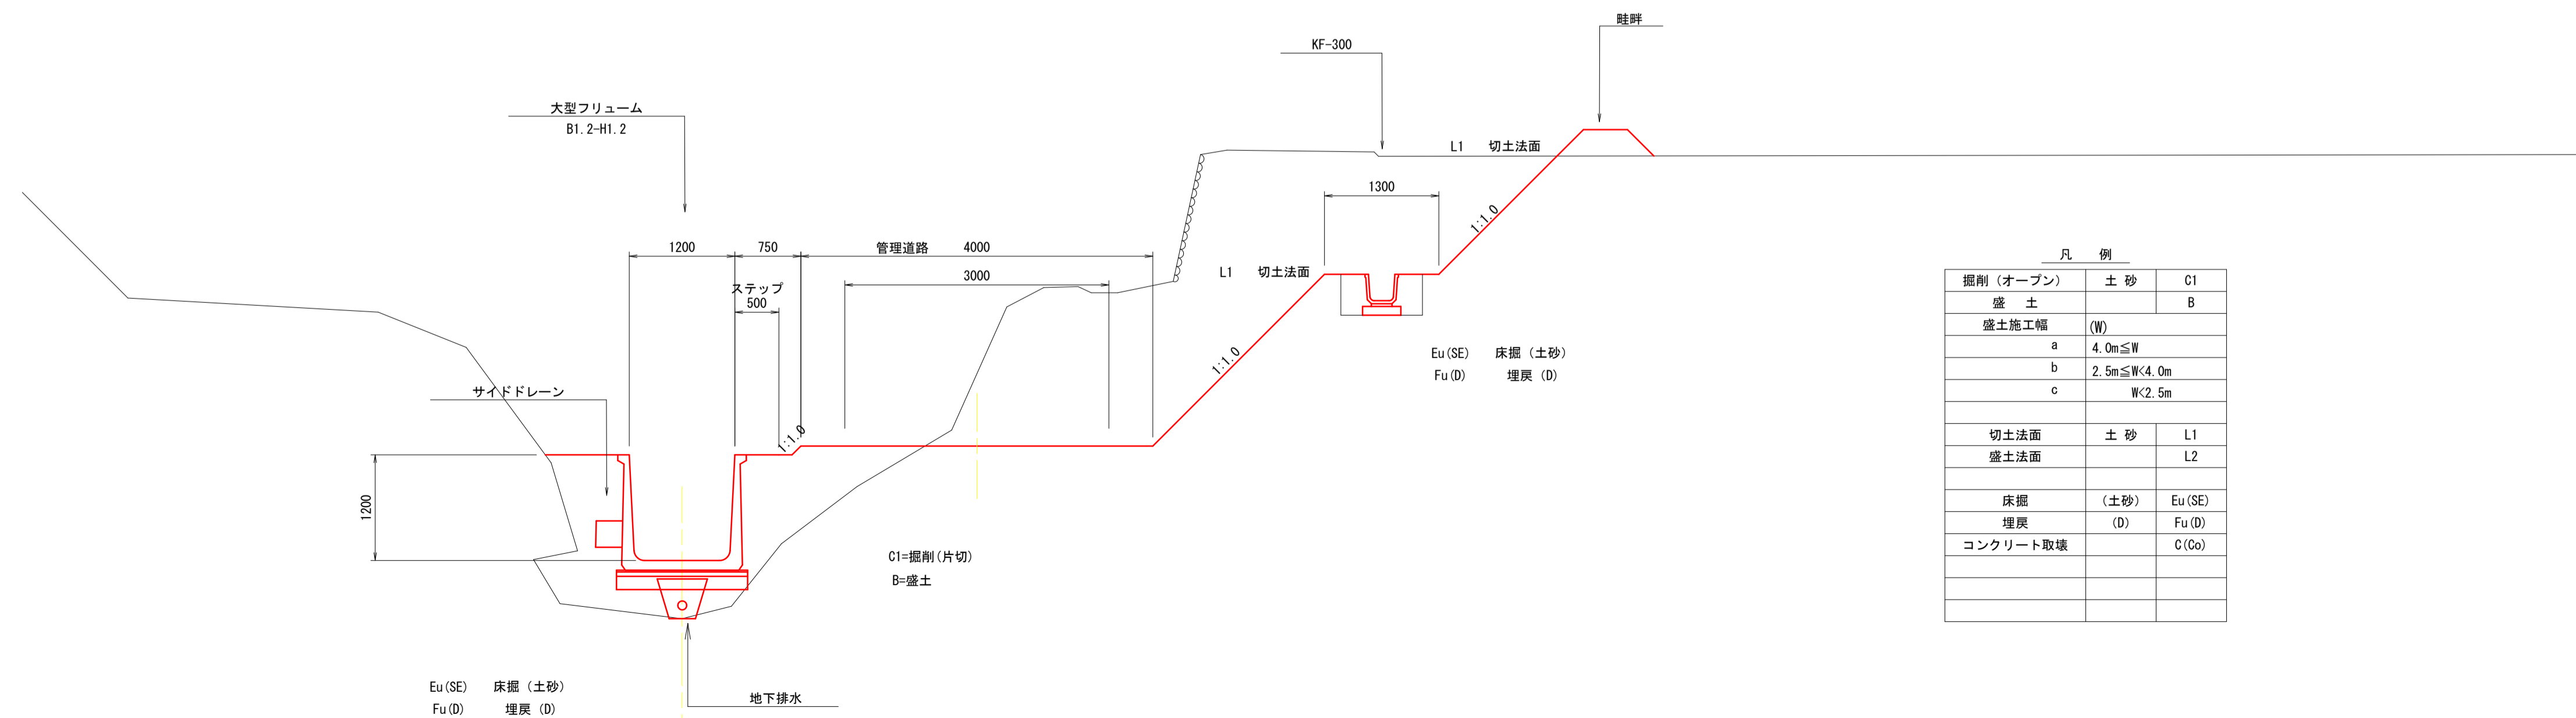 畦畔
KF-300
大型フリューム
B1.2-H1.2
L1 切土法面
1300
1:1.0
1200
750
管理道路 4000
3000
ステップ
500
L1 切土法面
1:1.0
Eu(SE) 床掘（土砂）
Fu(D) 埋戻（D）
サイドドレーン
1:1.0
1200
C1=掘削(片切)
B=盛土
地下排水
Eu(SE) 床掘（土砂）
Fu(D) 埋戻（D）
凡 例
掘削（オープン） 土 砂 C1
盛 土 B
盛土施工幅 (W)
a 4.0m≦W
b 2.5m≦W<4.0m
c W<2.5m
切土法面 土 砂 L1
盛土法面 L2
床掘 （土砂） Eu(SE)
埋戻 （D） Fu(D)
コンクリート取壊 C(Co)